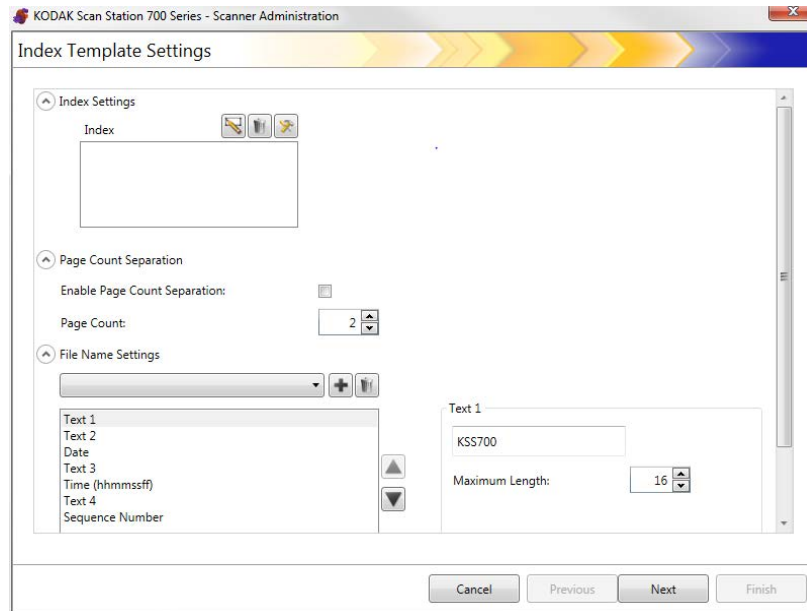 KODAK Scan Station 700 Series - Scanner Administration
Index Template Settings
Index Settings
Index
Page Count Separation
Enable Page Count Separation:
Page Count: 2
File Name Settings
Text 1
Text 2
Date
Text 3
Time (hhmmssff)
Text 4
Sequence Number
Text 1
KSS700
Maximum Length: 16
Cancel Previous Next Finish